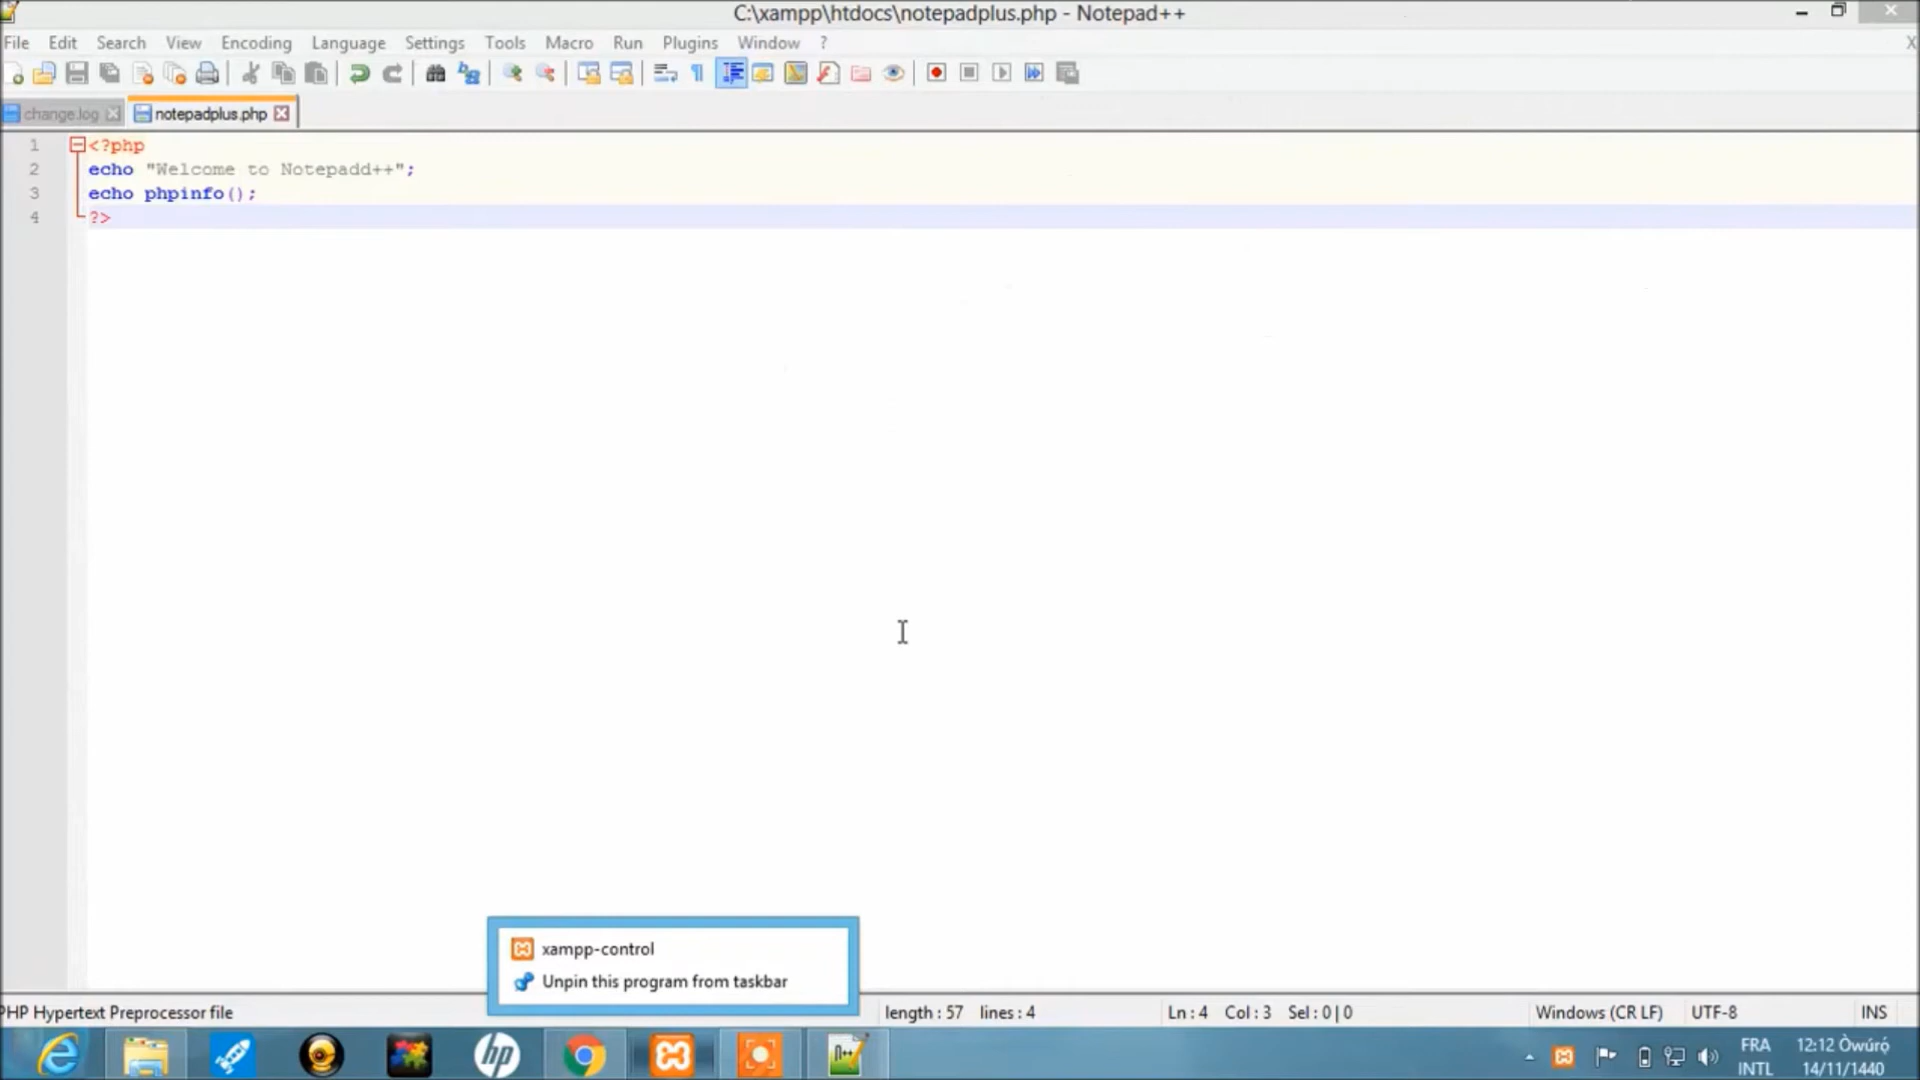 C:\xampp\htdocs\notepadplus.php - Notepad++
File Edit Search View Encoding Language Settings Tools Macro Run Plugins Window ? X
change.log notepadplus.php
1 <?php
2 echo "Welcome to Notepadd++";
3 echo phpinfo();
4 ?>
xampp-control
Unpin this program from taskbar
PHP Hypertext Preprocessor file length : 57 lines : 4 Ln : 4 Col : 3 Sel : 0 | 0 Windows (CR LF) UTF-8 INS
hp
n++
FRA 12:12 Òwúrọ́
INTL 14/11/1440